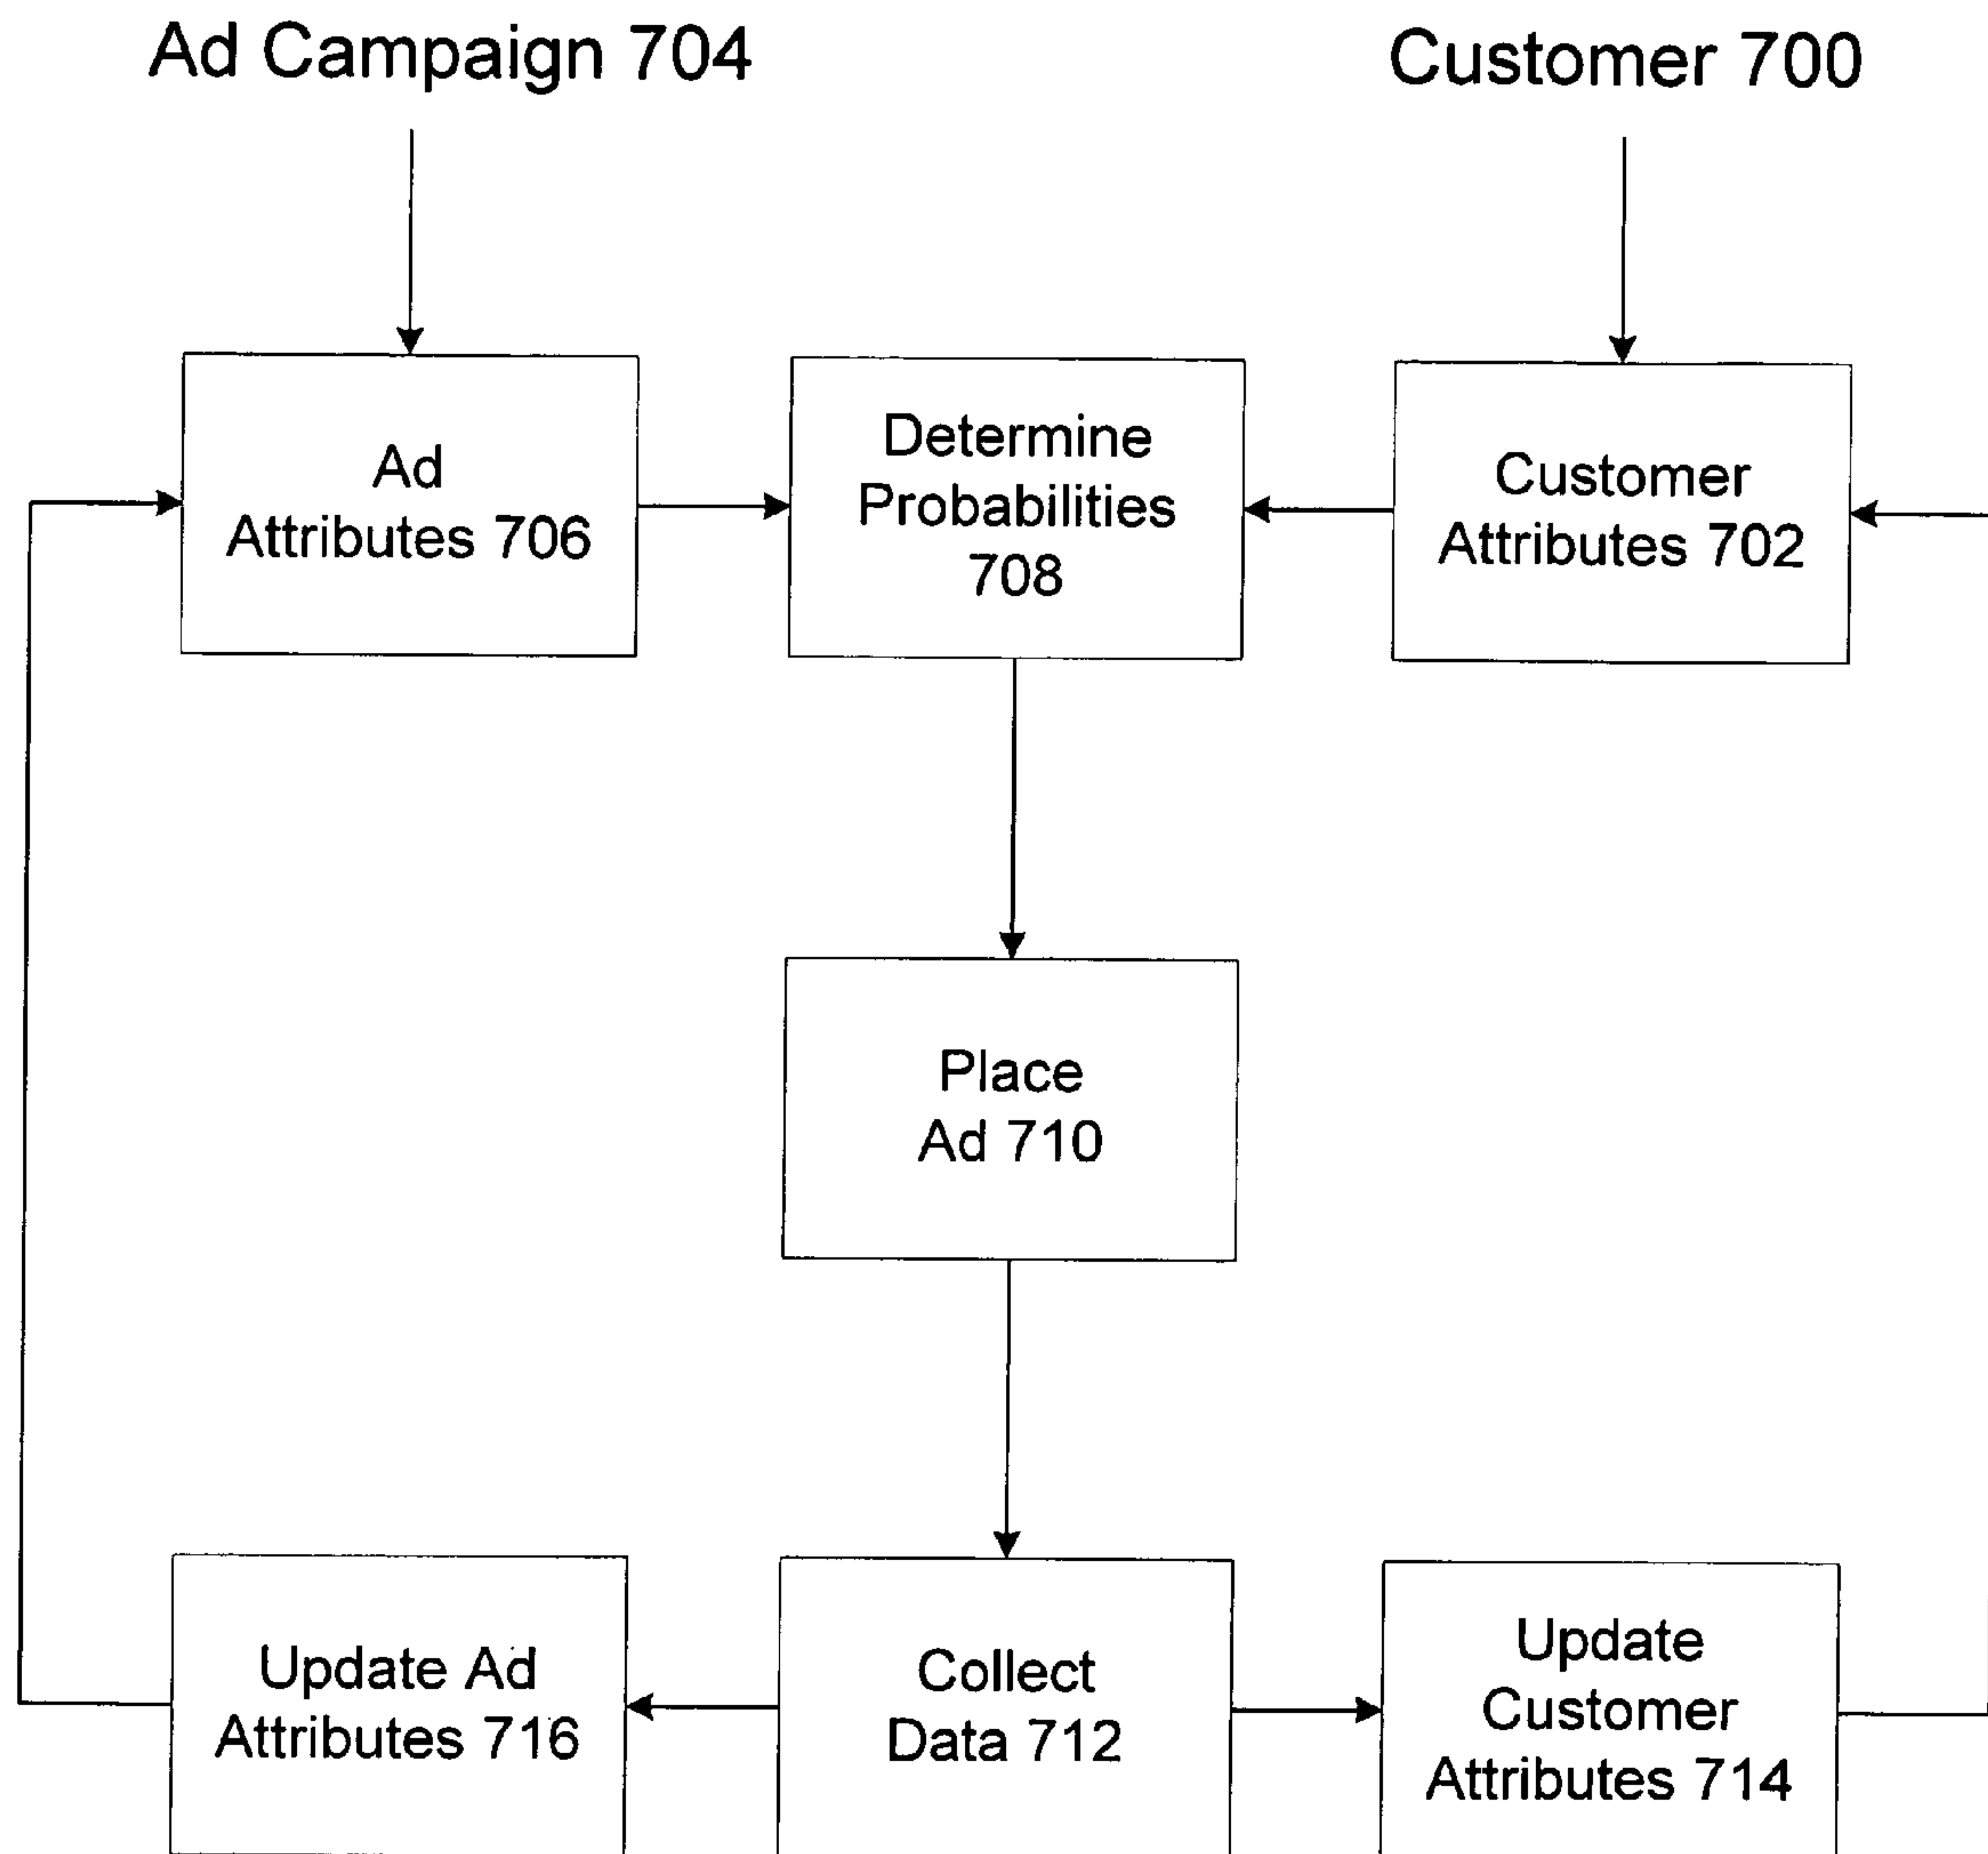 Ad Campaign 704
Customer 700
Ad
Attributes 706
Determine
Probabilities
708
Customer
Attributes 702
Place
Ad 710
Update Ad
Attributes 716
Collect
Data 712
Update
Customer
Attributes 714